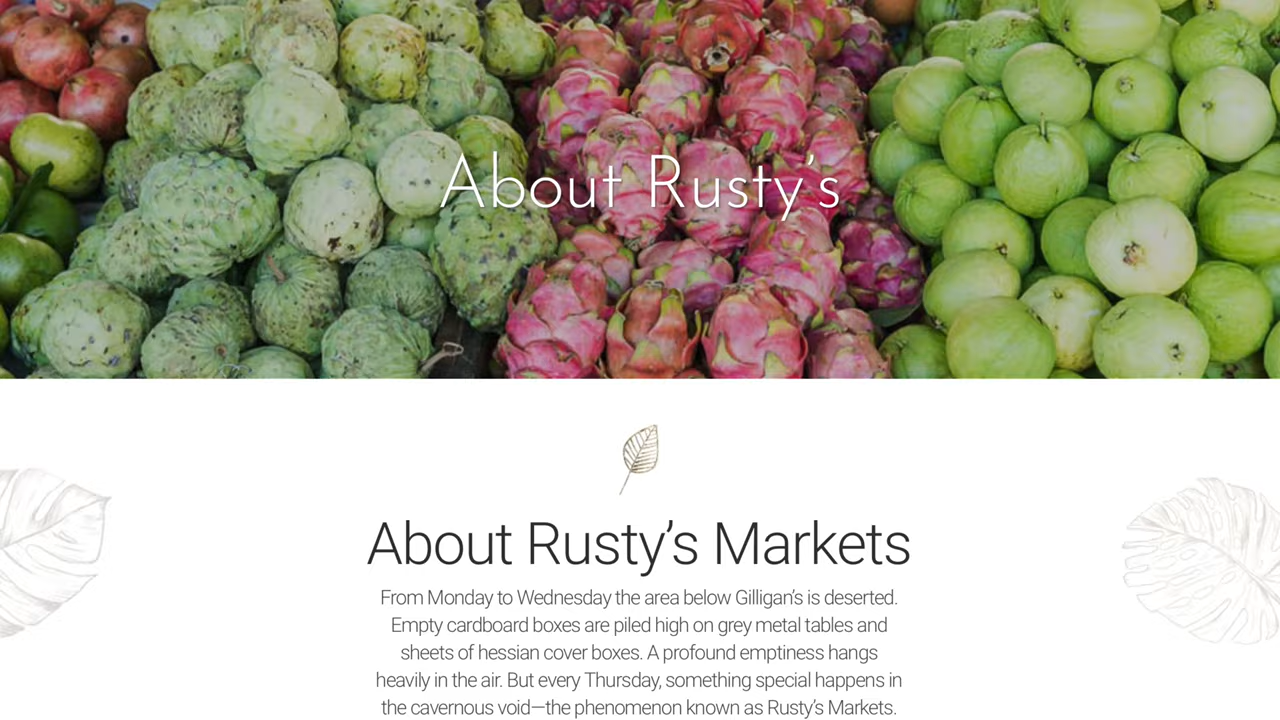 About Rusty’s
About Rusty’s Markets
From Monday to Wednesday the area below Gilligan’s is deserted.
Empty cardboard boxes are piled high on grey metal tables and
sheets of hessian cover boxes. A profound emptiness hangs
heavily in the air. But every Thursday, something special happens in
the cavernous void—the phenomenon known as Rusty’s Markets.